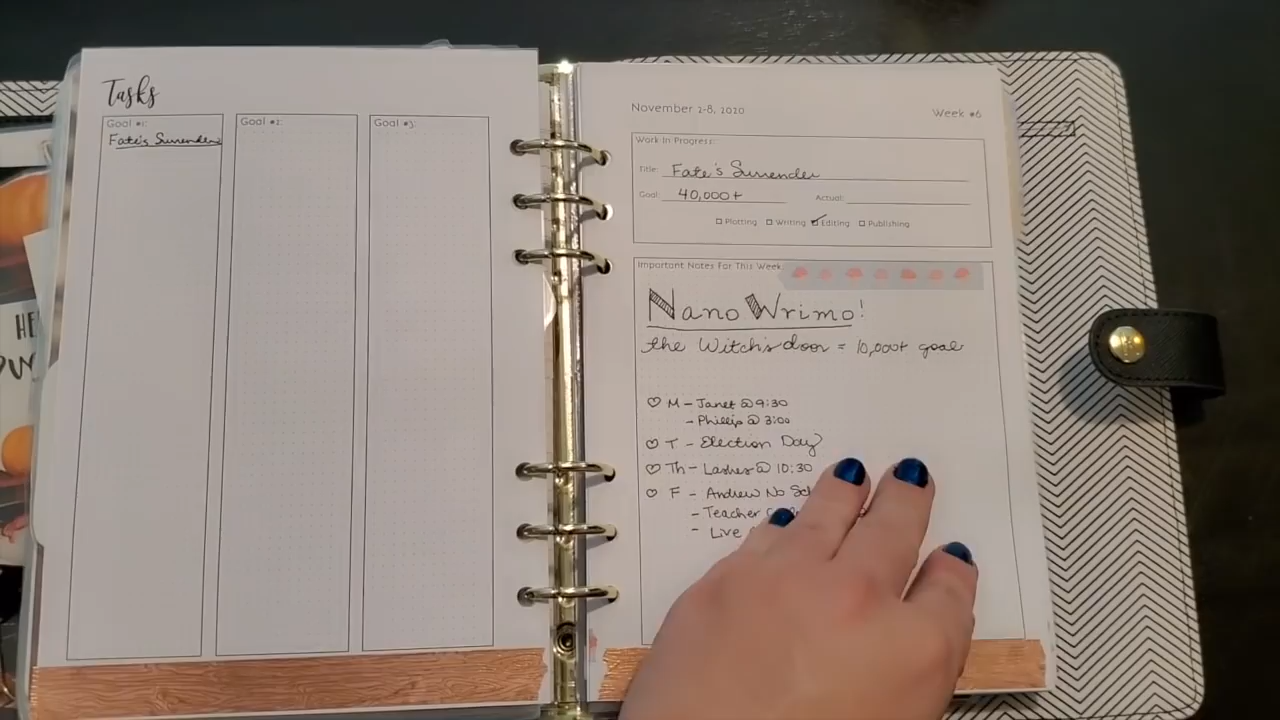 Tasks
Goal #1:
Fate's Surrender
Goal #2:
Goal #3:
November 2-8, 2020
Week #6
Work In Progress:
Title: Fate's Surrender
Goal: 40,000+ Actual:
Plotting Writing Editing Publishing
Important Notes For This Week
NanoWrimo!
the Witch's door = 10,000+ goal
M - Janet @ 9:30
- Phillip @ 3:00
T - Election Day
Th - Lashes @ 10:30
F - Andrew No
- Teacher
- Live
HE